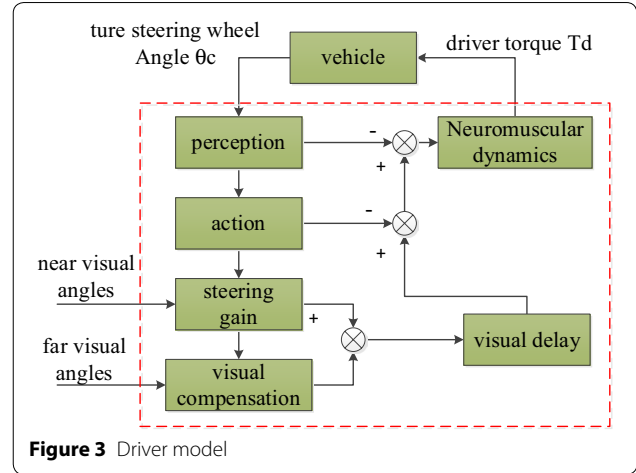 ture steering wheel
Angle θc
vehicle
driver torque Td
perception
-
+
Neuromuscular
dynamics
action
-
+
near visual
angles
steering
gain
+
far visual
angles
visual
compensation
visual delay
Figure 3 Driver model